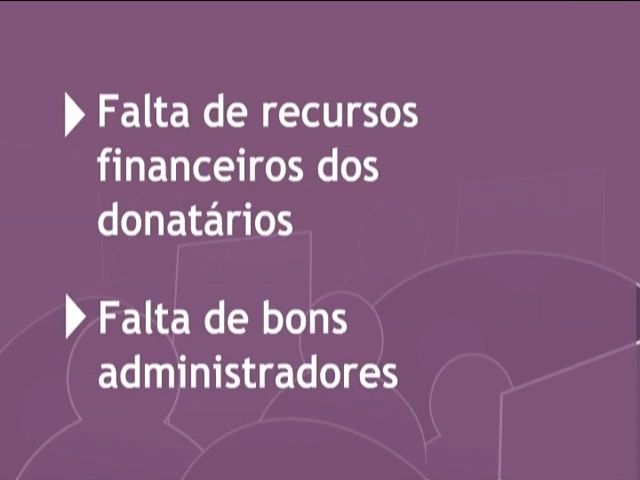 Falta de recursos
financeiros dos
donatários
Falta de bons
administradores